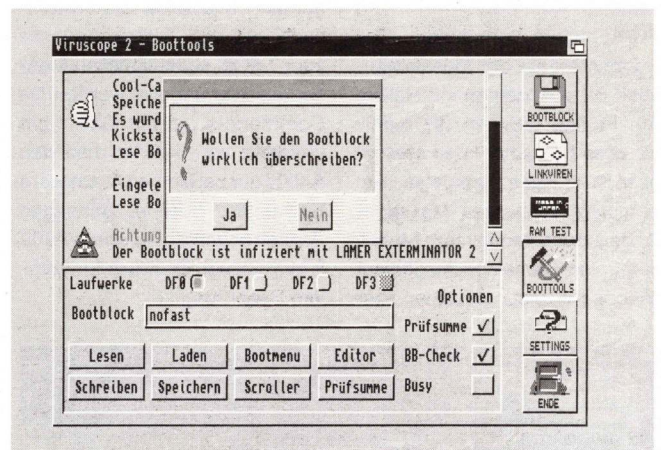 Viruscope 2 - Boottools
Cool-Ca
Speiche
Es wurd
Kicksta
Lese Bo
Eingele
Lese Bo
Achtung
Der Bootblock ist infiziert mit LAMER EXTERMINATOR 2
Wollen Sie den Bootblock
wirklich überschreiben?
Ja
Nein
Laufwerke
DF0
DF1
DF2
DF3
Bootblock
nofast
Optionen
Prüfsumme
BB-Check
Busy
Lesen
Laden
Bootmenu
Editor
Schreiben
Speichern
Scroller
Prüfsumme
BOOTBLOCK
LINKVIREN
MADE IN
JAPAN
RAM TEST
BOOTTOOLS
SETTINGS
ENDE